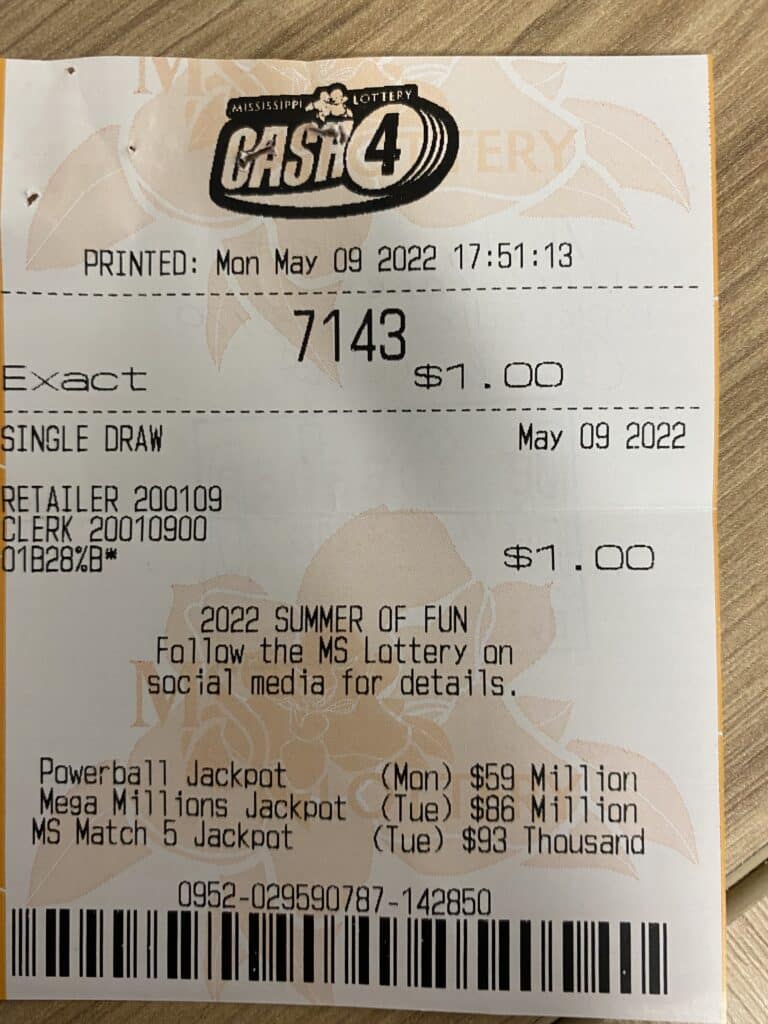 MISSISSIPPI LOTTERY
CASH 4
PRINTED: Mon May 09 2022 17:51:13
7143
Exact $1.00
SINGLE DRAW May 09 2022
RETAILER 200109
CLERK 20010900
01B28%B*
$1.00
2022 SUMMER OF FUN
Follow the MS Lottery on
social media for details.
Powerball Jackpot (Mon) $59 Million
Mega Millions Jackpot (Tue) $86 Million
MS Match 5 Jackpot (Tue) $93 Thousand
0952-029590787-142850